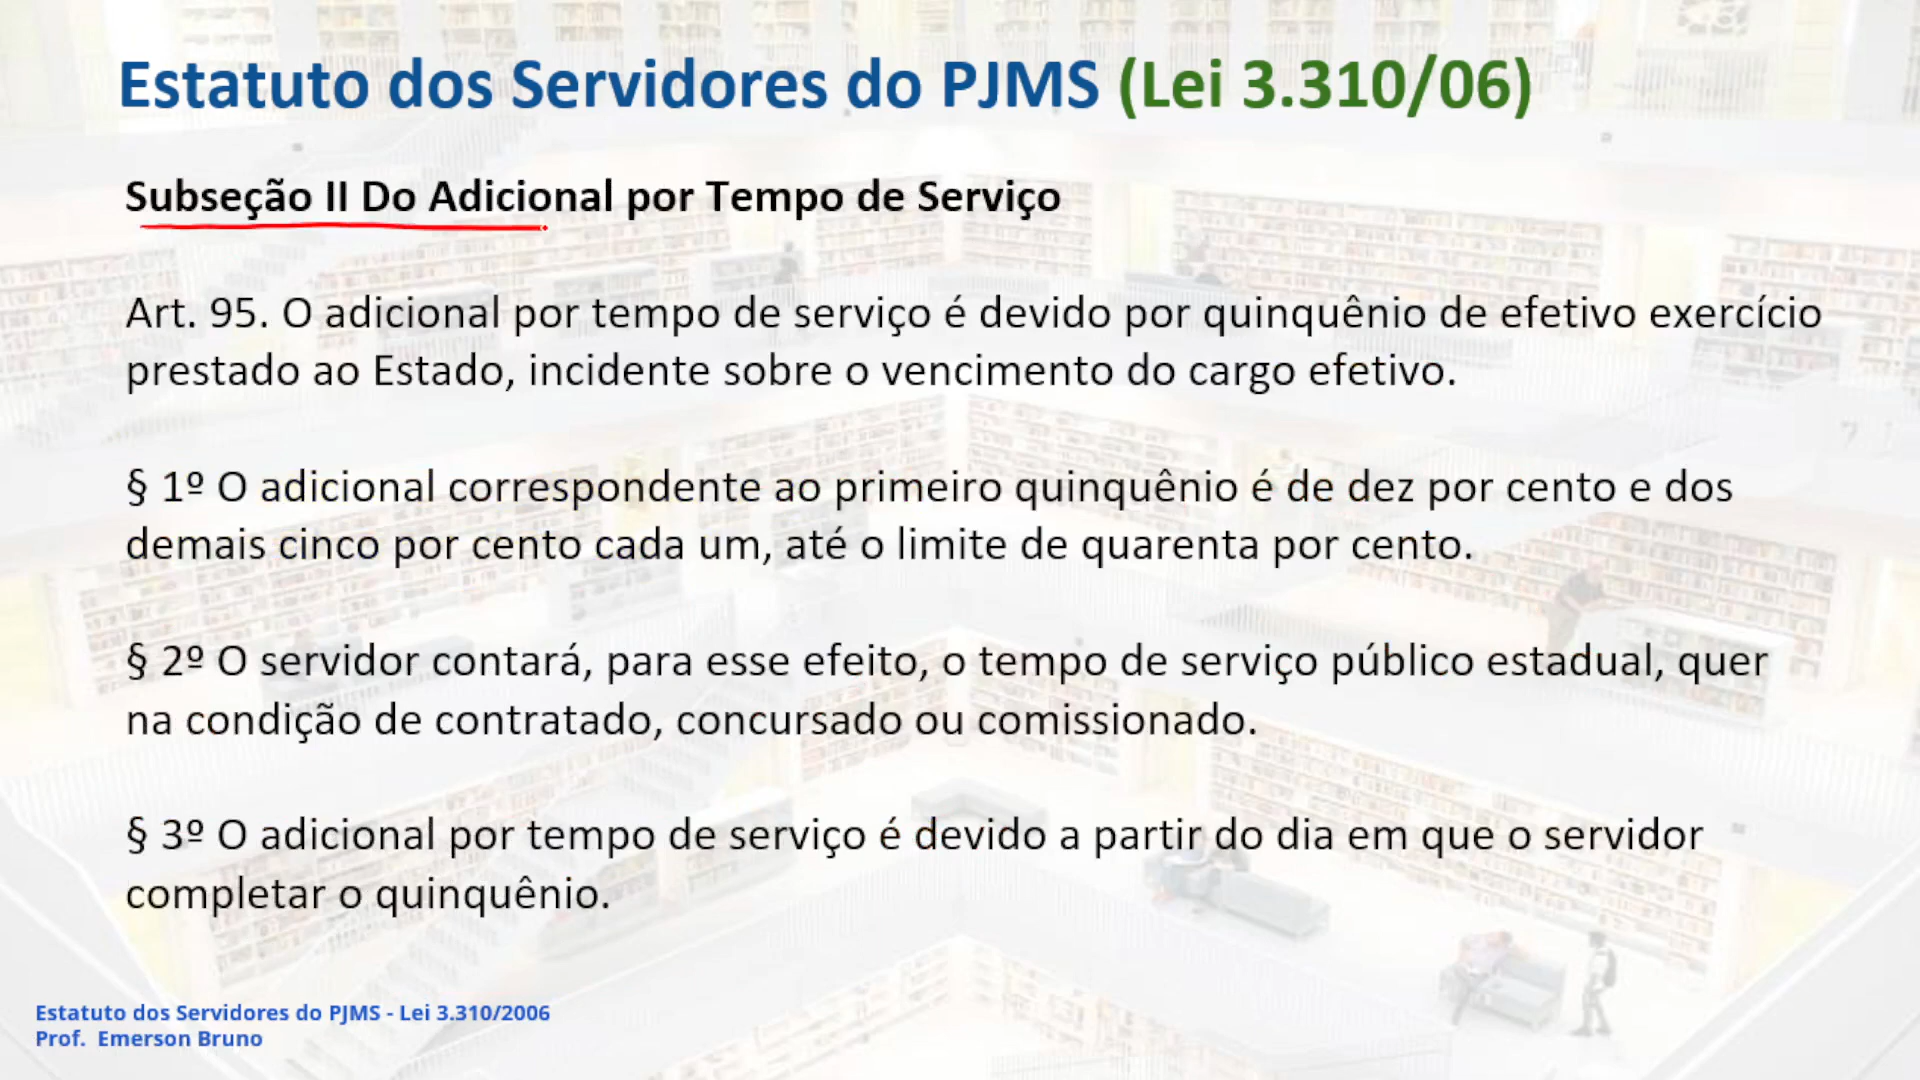 Estatuto dos Servidores do PJMS (Lei 3.310/06)
Subseção II Do Adicional por Tempo de Serviço
Art. 95. O adicional por tempo de serviço é devido por quinquênio de efetivo exercício
prestado ao Estado, incidente sobre o vencimento do cargo efetivo.
§ 1º O adicional correspondente ao primeiro quinquênio é de dez por cento e dos
demais cinco por cento cada um, até o limite de quarenta por cento.
§ 2º O servidor contará, para esse efeito, o tempo de serviço público estadual, quer
na condição de contratado, concursado ou comissionado.
§ 3º O adicional por tempo de serviço é devido a partir do dia em que o servidor
completar o quinquênio.
Estatuto dos Servidores do PJMS - Lei 3.310/2006
Prof. Emerson Bruno